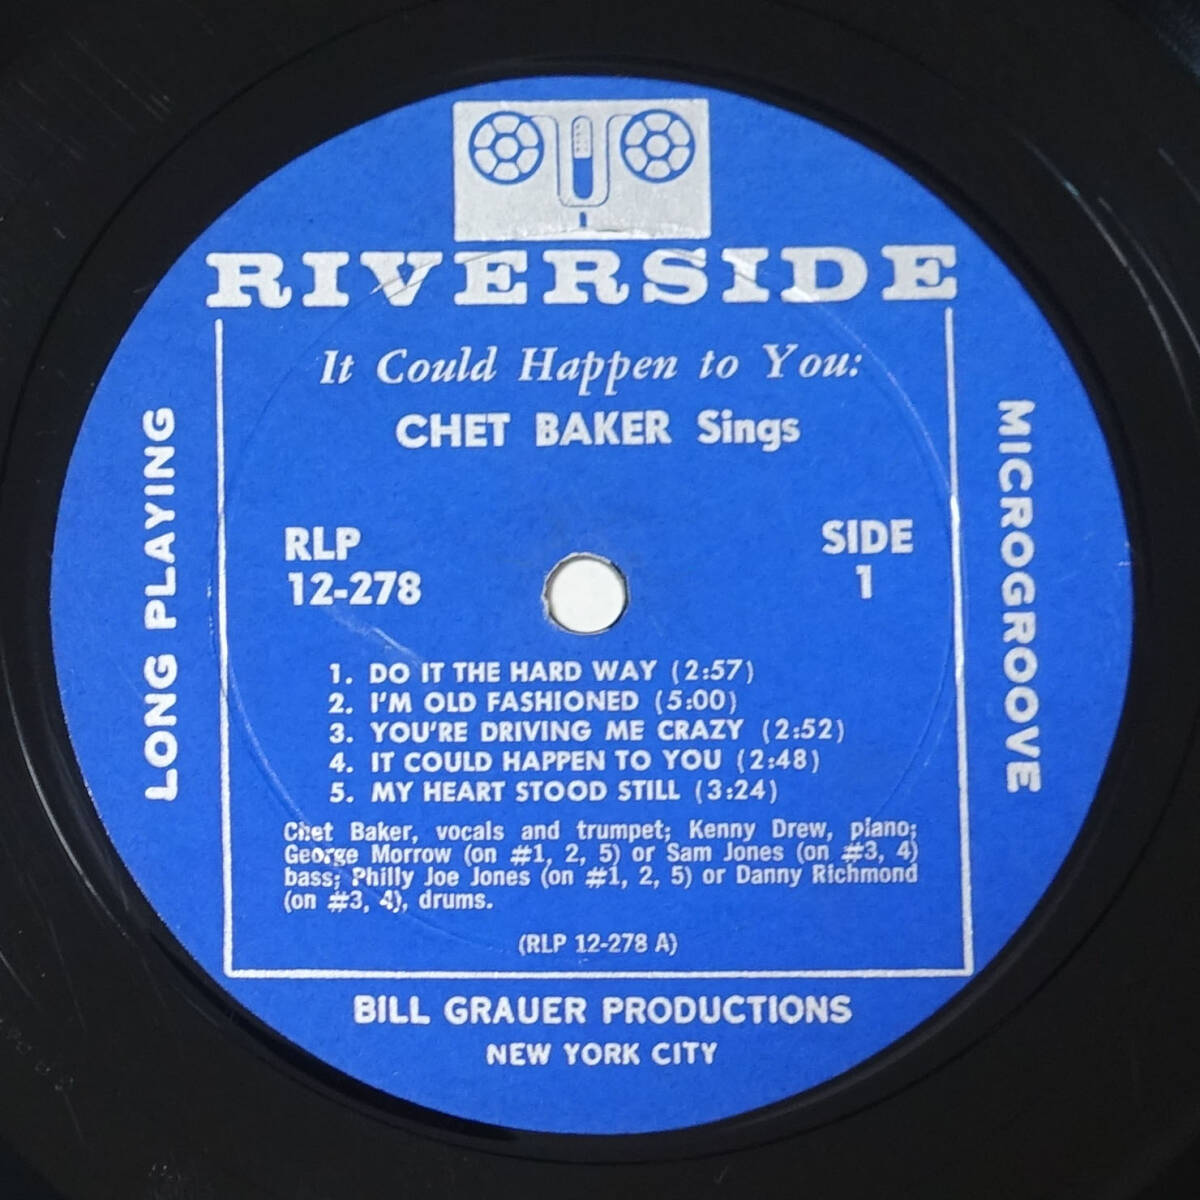 RIVERSIDE
It Could Happen to You:
CHET BAKER Sings
LONG PLAYING
MICROGROOVE
RLP
12-278
SIDE
1
1. DO IT THE HARD WAY (2:57)
2. I'M OLD FASHIONED (5:00)
3. YOU'RE DRIVING ME CRAZY (2:52)
4. IT COULD HAPPEN TO YOU (2:48)
5. MY HEART STOOD STILL (3:24)
Chet Baker, vocals and trumpet; Kenny Drew, piano;
George Morrow (on #1, 2, 5) or Sam Jones (on #3, 4)
bass; Philly Joe Jones (on #1, 2, 5) or Danny Richmond
(on #3, 4), drums.
(RLP 12-278 A)
BILL GRAUER PRODUCTIONS
NEW YORK CITY